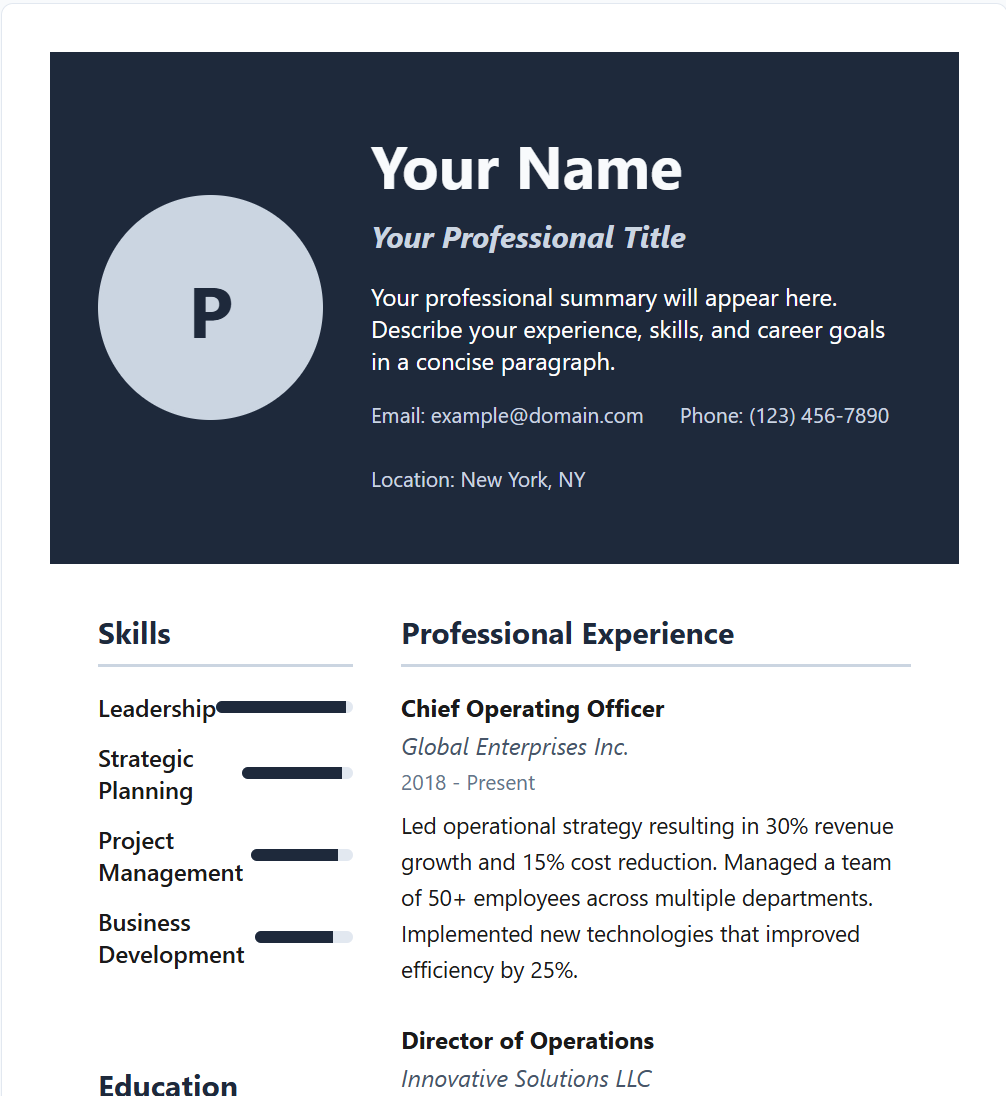 P
Your Name
Your Professional Title
Your professional summary will appear here.
Describe your experience, skills, and career goals
in a concise paragraph.
Email: example@domain.com
Phone: (123) 456-7890
Location: New York, NY
Skills
Leadership
Strategic
Planning
Project
Management
Business
Development
Education
Professional Experience
Chief Operating Officer
Global Enterprises Inc.
2018 - Present
Led operational strategy resulting in 30% revenue
growth and 15% cost reduction. Managed a team
of 50+ employees across multiple departments.
Implemented new technologies that improved
efficiency by 25%.
Director of Operations
Innovative Solutions LLC